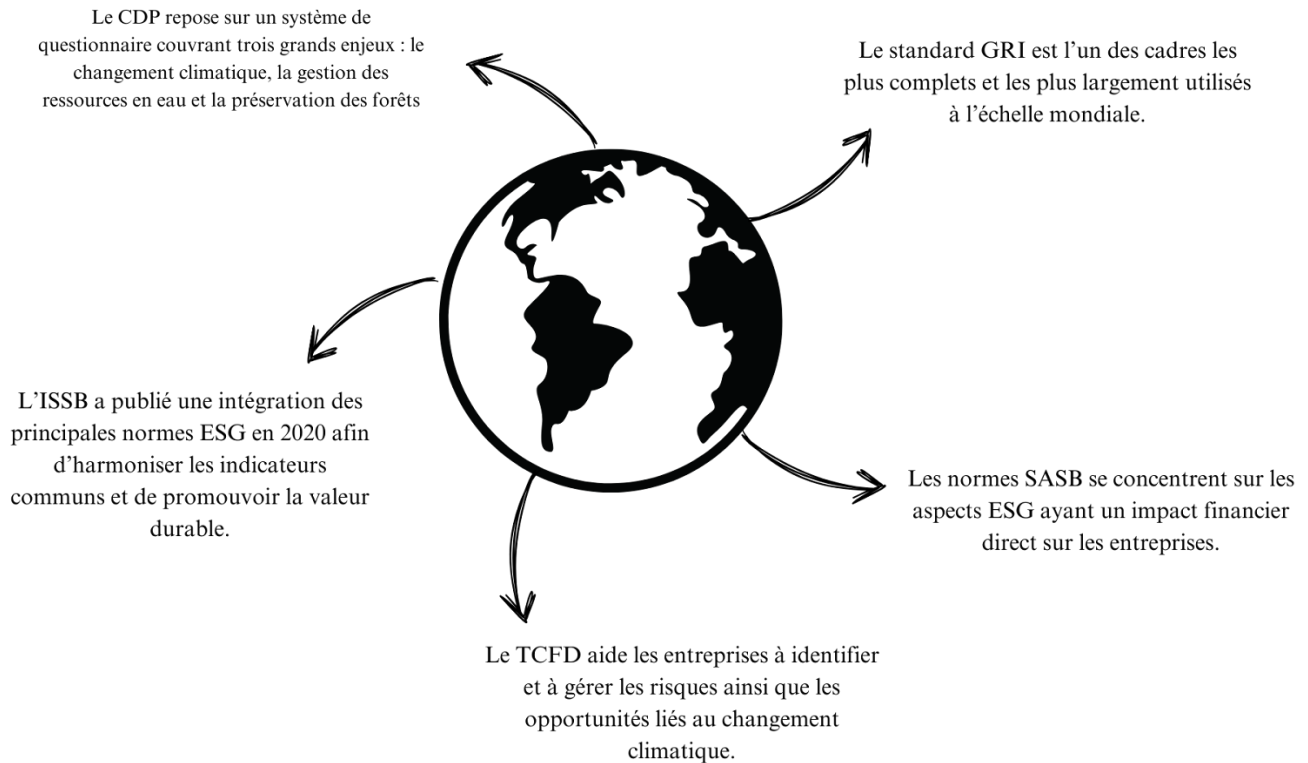 Le CDP repose sur un système de
questionnaire couvrant trois grands enjeux : le
changement climatique, la gestion des
ressources en eau et la préservation des forêts
Le standard GRI est l’un des cadres les
plus complets et les plus largement utilisés
à l’échelle mondiale.
L’ISSB a publié une intégration des
principales normes ESG en 2020 afin
d’harmoniser les indicateurs
communs et de promouvoir la valeur
durable.
Les normes SASB se concentrent sur les
aspects ESG ayant un impact financier
direct sur les entreprises.
Le TCFD aide les entreprises à identifier
et à gérer les risques ainsi que les
opportunités liés au changement
climatique.